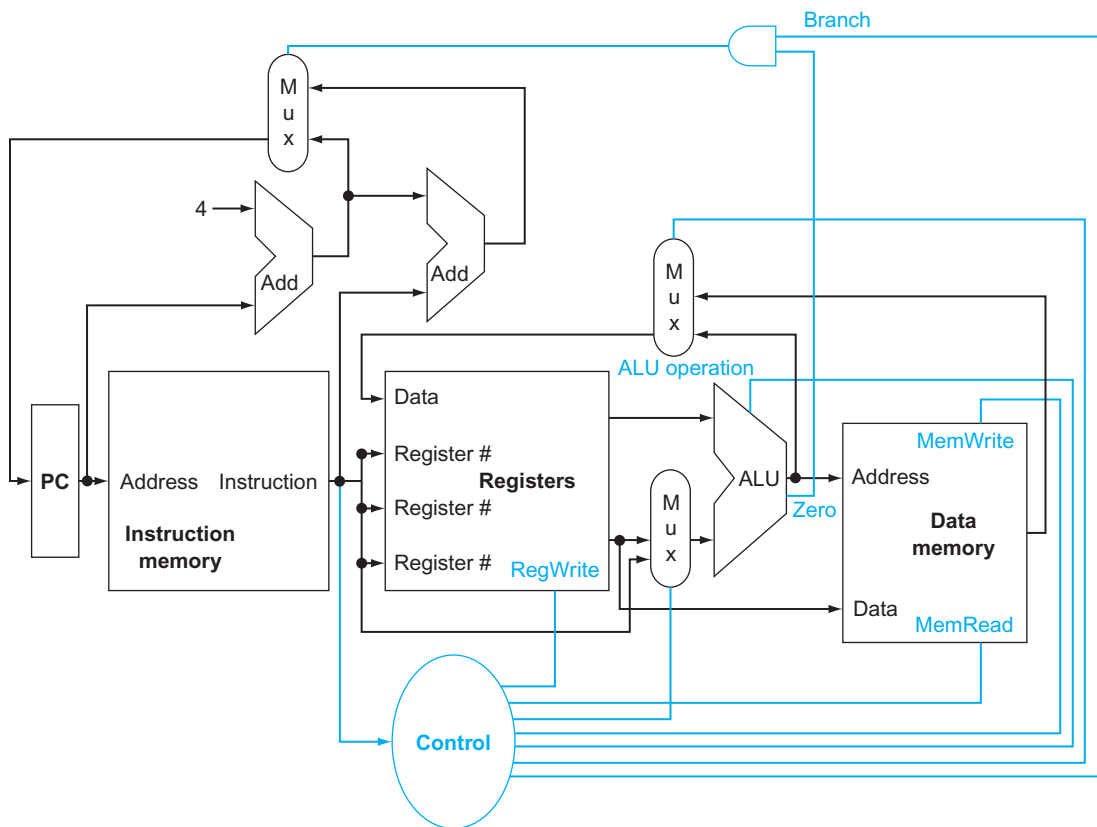 Branch
M
u
x
4
Add
Add
M
u
x
ALU operation
Data
MemWrite
Register #
PC
Address
Instruction
Registers
ALU
Address
M
u
x
Register #
Zero
Instruction
memory
Data
memory
Register #
RegWrite
Data
MemRead
Control